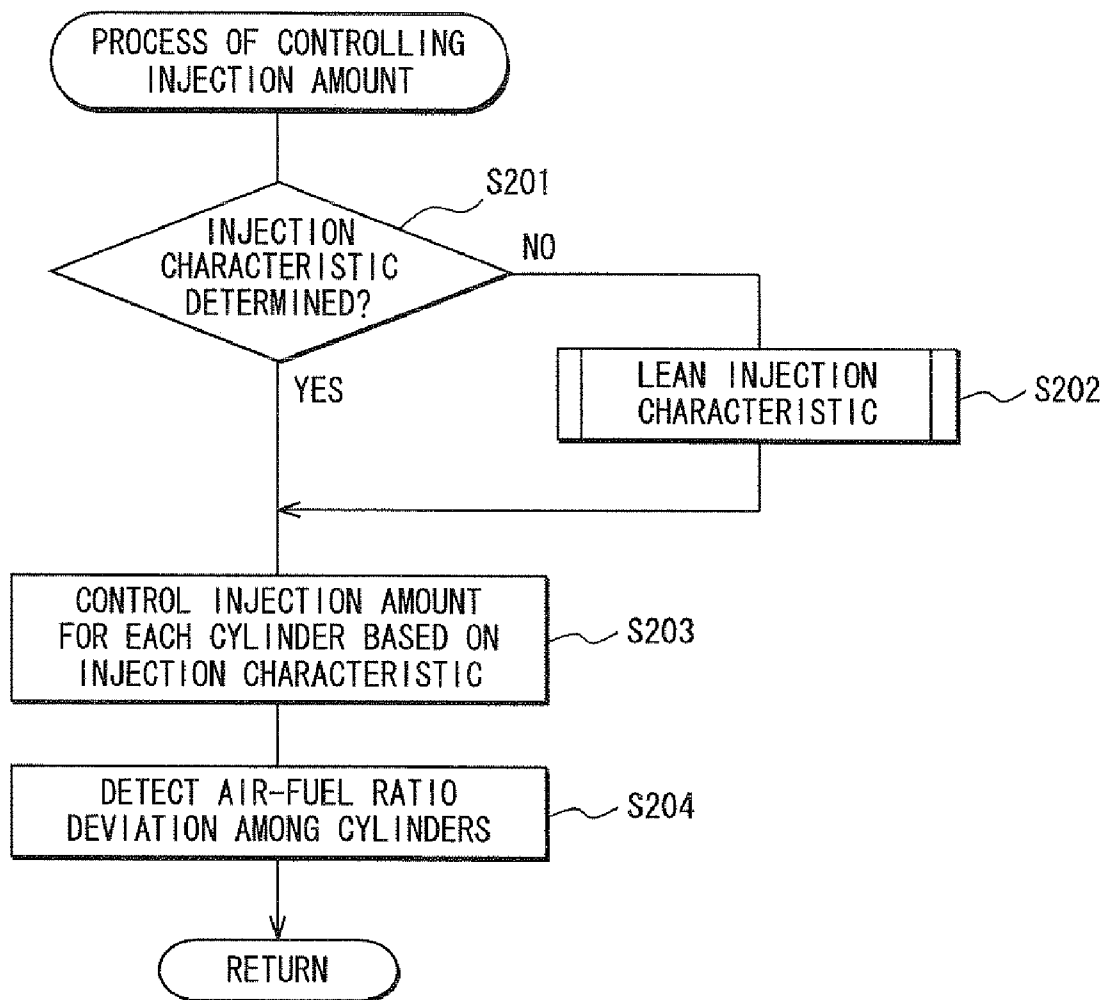 PROCESS OF CONTROLLING
INJECTION AMOUNT
S201
INJECTION
CHARACTERISTIC
DETERMINED?
NO
YES
LEAN INJECTION
CHARACTERISTIC
S202
CONTROL INJECTION AMOUNT
FOR EACH CYLINDER BASED ON
INJECTION CHARACTERISTIC
S203
DETECT AIR-FUEL RATIO
DEVIATION AMONG CYLINDERS
S204
RETURN